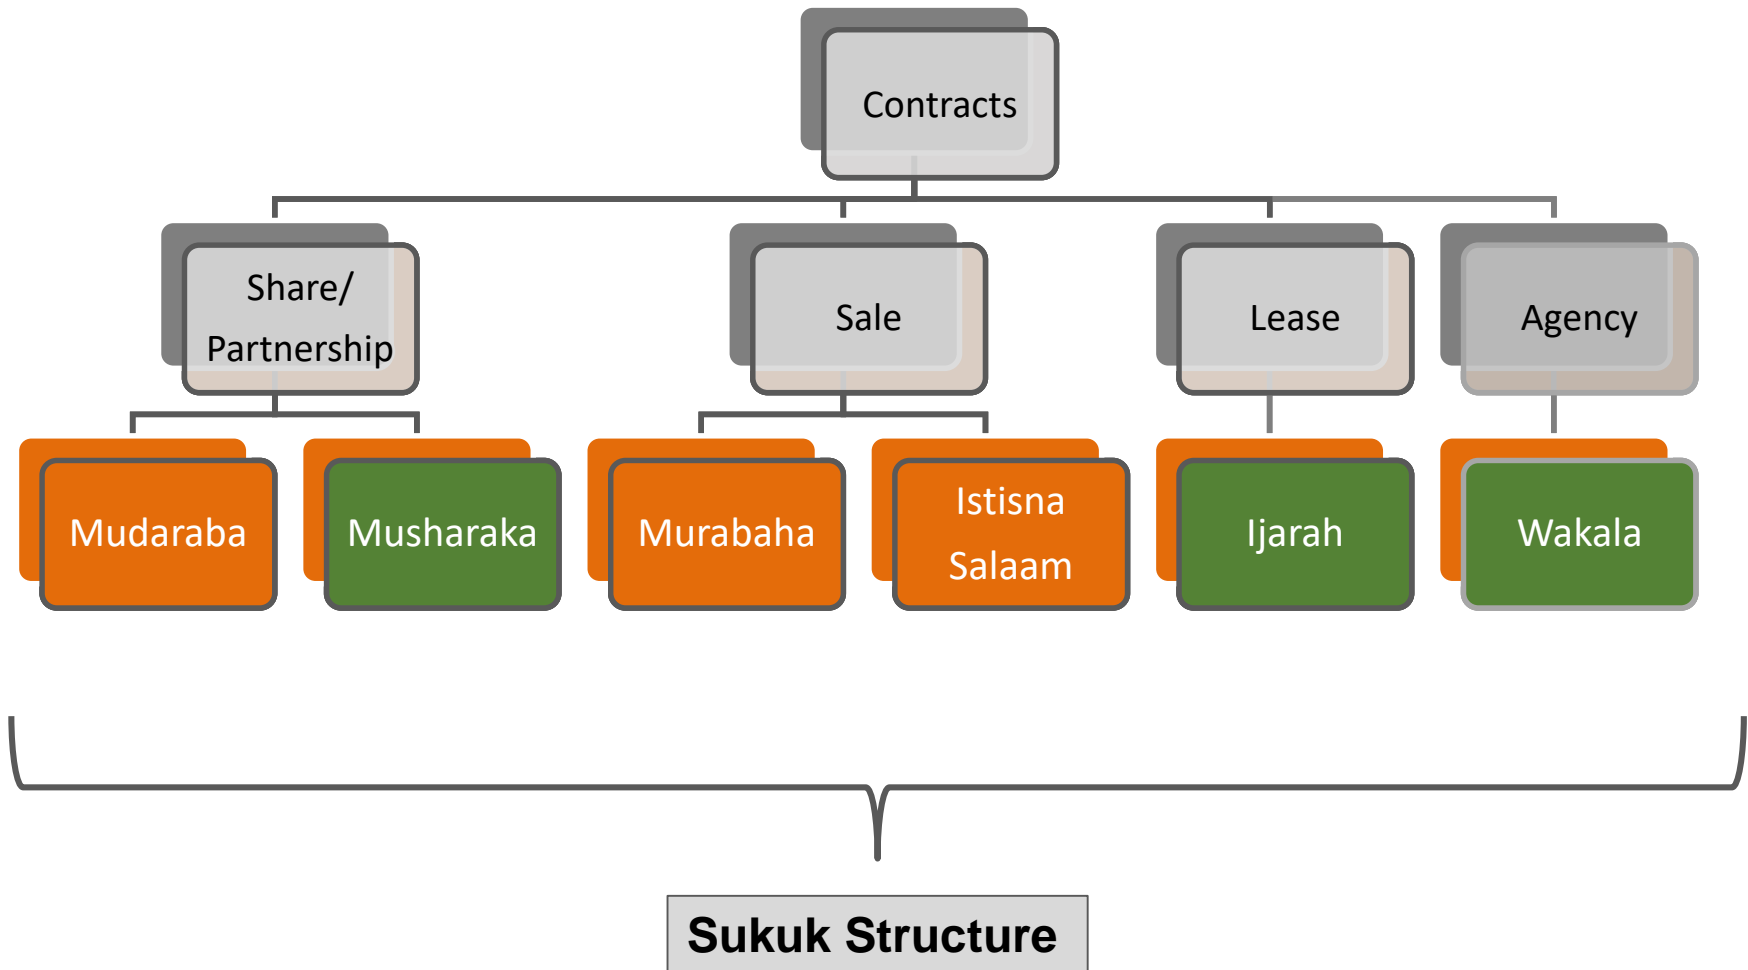 Contracts
Share/
Partnership
Sale
Lease
Agency
Mudaraba
Musharaka
Murabaha
Istisna
Salaam
Ijarah
Wakala
Sukuk Structure